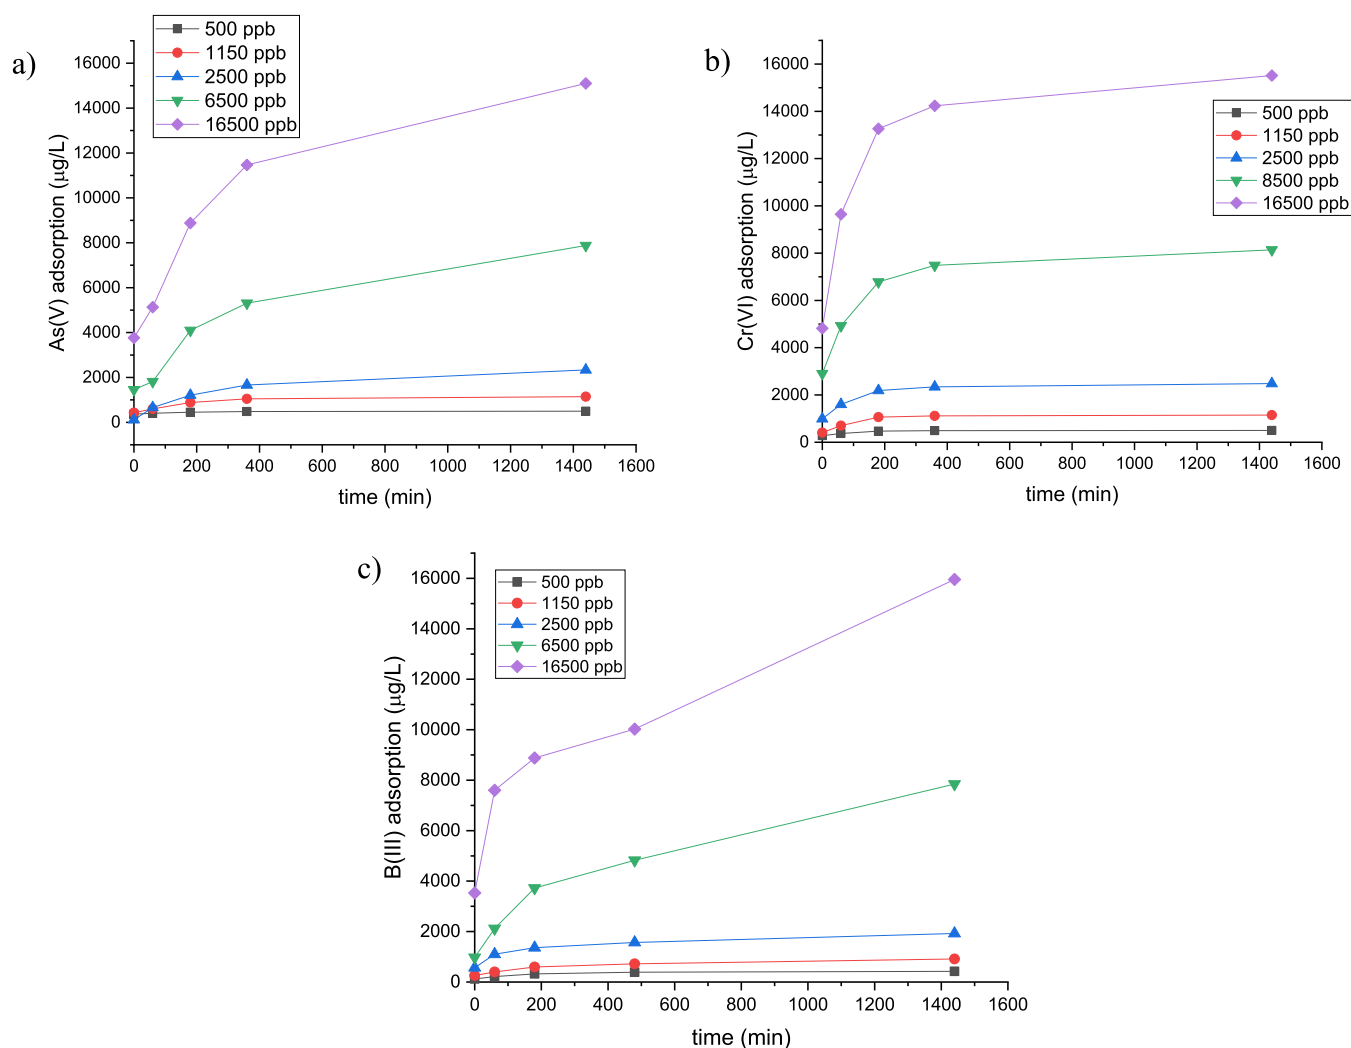 a)
500 ppb
1150 ppb
2500 ppb
6500 ppb
16500 ppb
16000
14000
12000
10000
8000
6000
4000
2000
0
As(V) adsorption (μg/L)
0 200 400 600 800 1000 1200 1400 1600
time (min)
b)
500 ppb
1150 ppb
2500 ppb
8500 ppb
16500 ppb
16000
14000
12000
10000
8000
6000
4000
2000
0
Cr(VI) adsorption (μg/L)
0 200 400 600 800 1000 1200 1400 1600
time (min)
c)
500 ppb
1150 ppb
2500 ppb
6500 ppb
16500 ppb
16000
14000
12000
10000
8000
6000
4000
2000
0
B(III) adsorption (μg/L)
0 200 400 600 800 1000 1200 1400 1600
time (min)